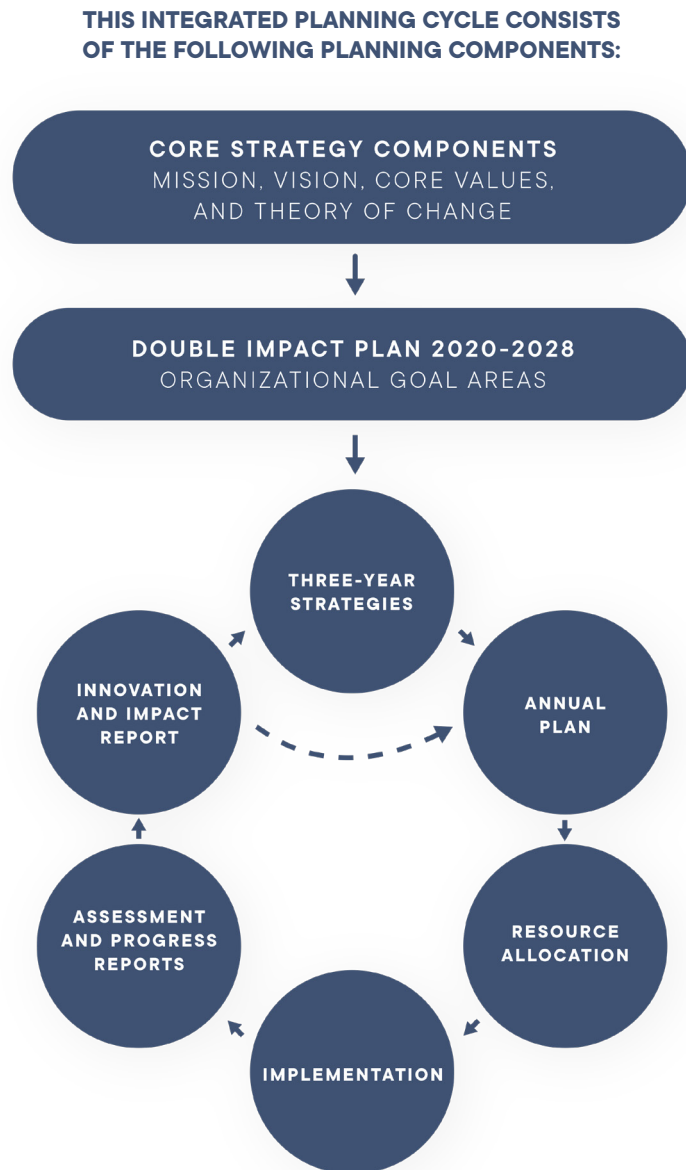 THIS INTEGRATED PLANNING CYCLE CONSISTS
OF THE FOLLOWING PLANNING COMPONENTS:
CORE STRATEGY COMPONENTS
MISSION, VISION, CORE VALUES,
AND THEORY OF CHANGE
DOUBLE IMPACT PLAN 2020-2028
ORGANIZATIONAL GOAL AREAS
THREE-YEAR
STRATEGIES
ANNUAL
PLAN
RESOURCE
ALLOCATION
IMPLEMENTATION
ASSESSMENT
AND PROGRESS
REPORTS
INNOVATION
AND IMPACT
REPORT